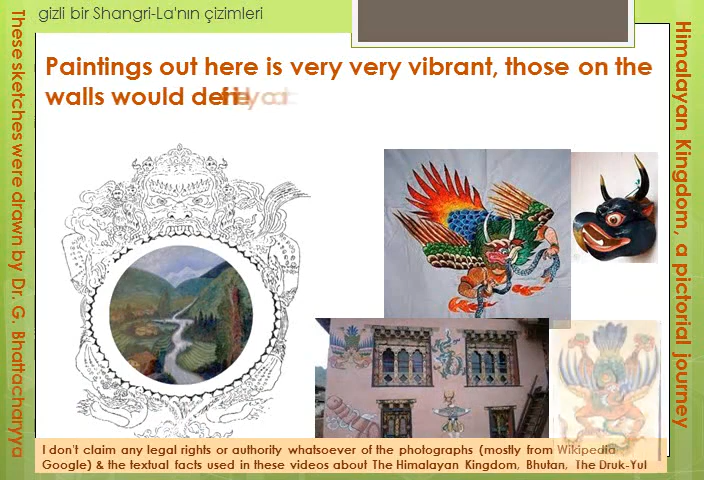 gizli bir Shangri-La'nın çizimleri
Paintings out here is very very vibrant, those on the
walls would
These sketches were drawn by Dr. G. Bhattacharyya
Himalayan Kingdom, a pictorial journey
I don't claim any legal rights or authority whatsoever of the photographs (mostly from Wikipedia
Google) & the textual facts used in these videos about The Himalayan Kingdom, Bhutan, The Druk-Yul